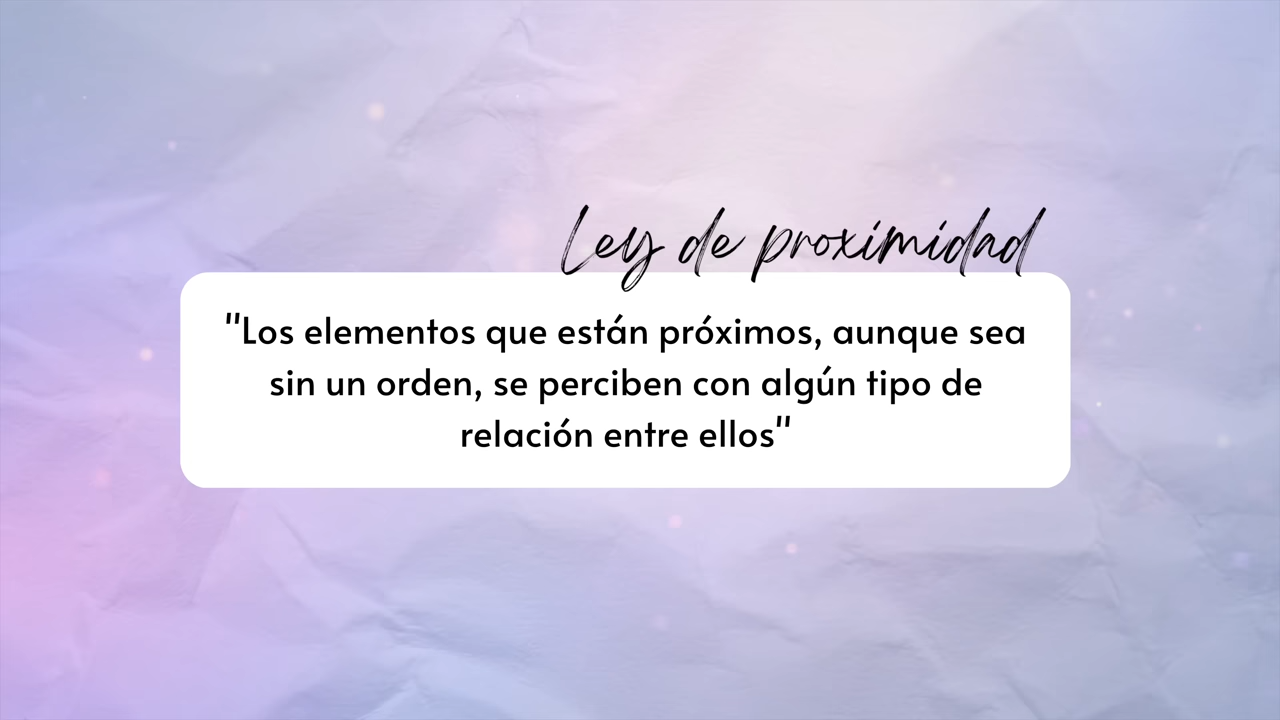 Ley de proximidad
"Los elementos que están próximos, aunque sea
sin un orden, se perciben con algún tipo de
relación entre ellos"